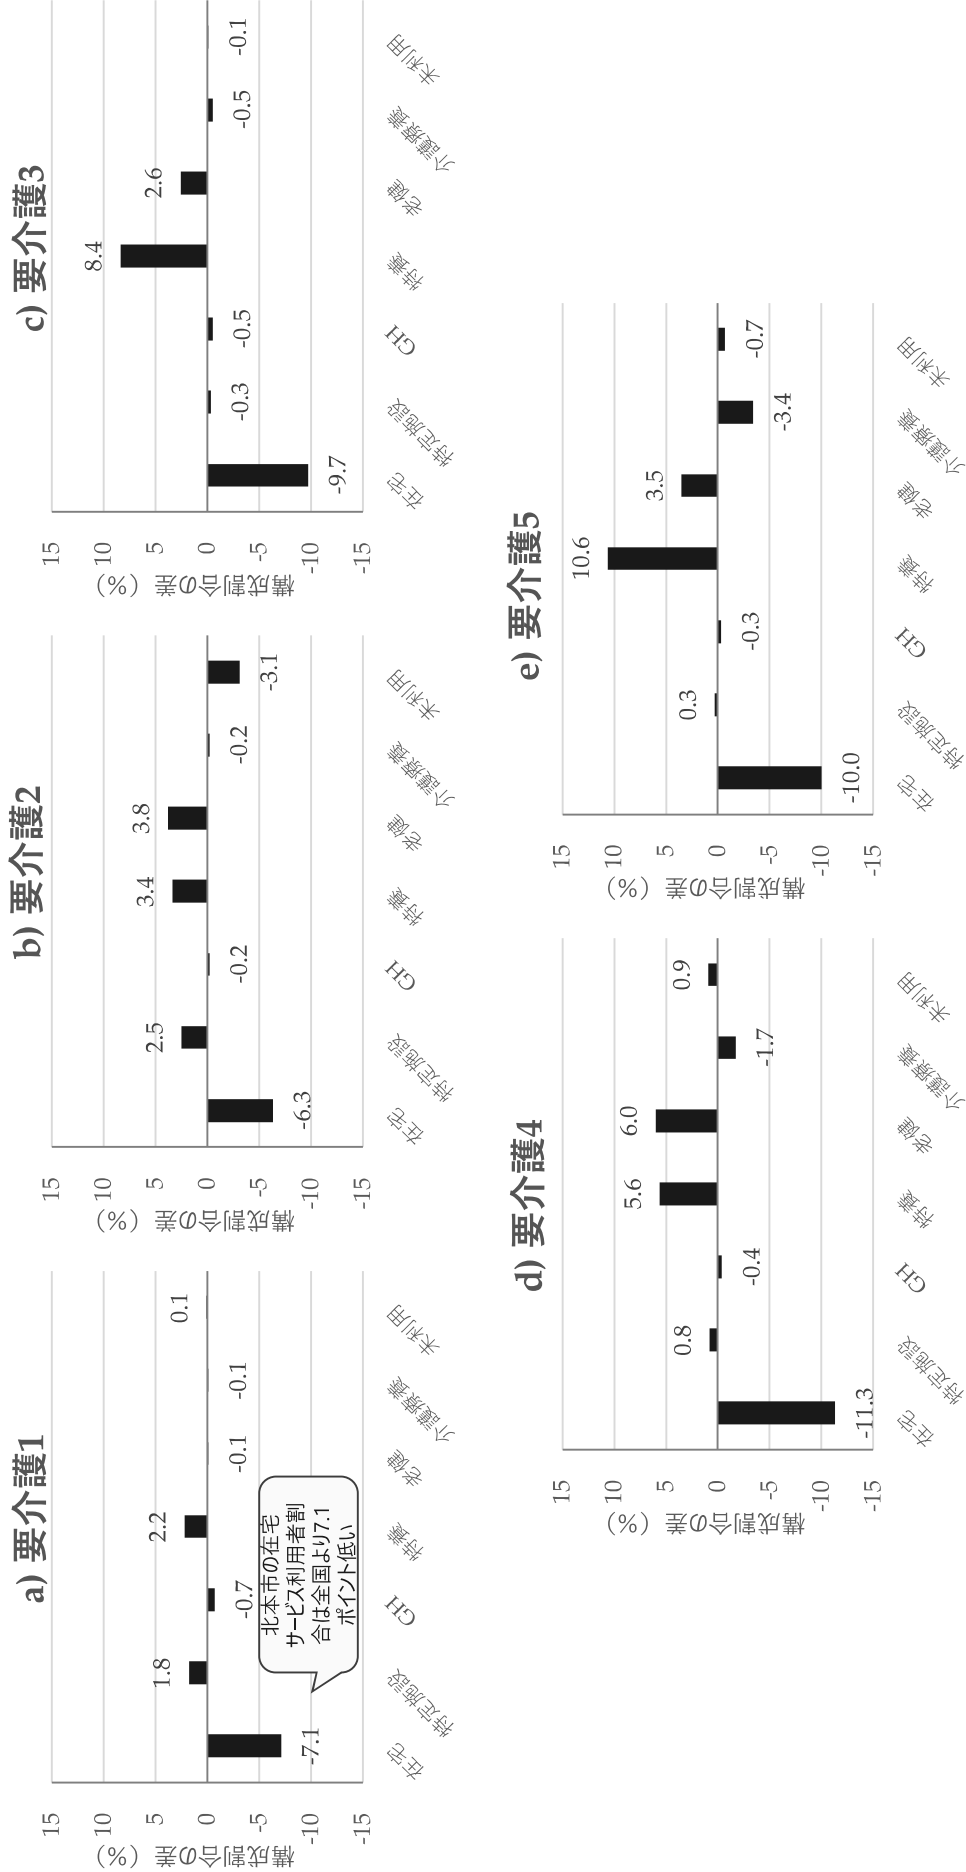 a) 要介護1
構成割合の差（%）
15
10
5
0
-5
-10
-15
-7.1
1.8
-0.7
2.2
-0.1
-0.1
0.1
北本市の在宅
サービス利用者割
合は全国より7.1
ポイント低い
在宅
特定施設
GH
特養
老健
介護療養
未利用
b) 要介護2
構成割合の差（%）
15
10
5
0
-5
-10
-15
-6.3
2.5
-0.2
3.4
3.8
-0.2
-3.1
在宅
特定施設
GH
特養
老健
介護療養
未利用
c) 要介護3
構成割合の差（%）
15
10
5
0
-5
-10
-15
-9.7
-0.3
-0.5
8.4
2.6
-0.5
-0.1
在宅
特定施設
GH
特養
老健
介護療養
未利用
d) 要介護4
構成割合の差（%）
15
10
5
0
-5
-10
-15
-11.3
0.8
-0.4
5.6
6.0
-1.7
0.9
在宅
特定施設
GH
特養
老健
介護療養
未利用
e) 要介護5
構成割合の差（%）
15
10
5
0
-5
-10
-15
-10.0
0.3
-0.3
10.6
3.5
-3.4
-0.7
在宅
特定施設
GH
特養
老健
介護療養
未利用